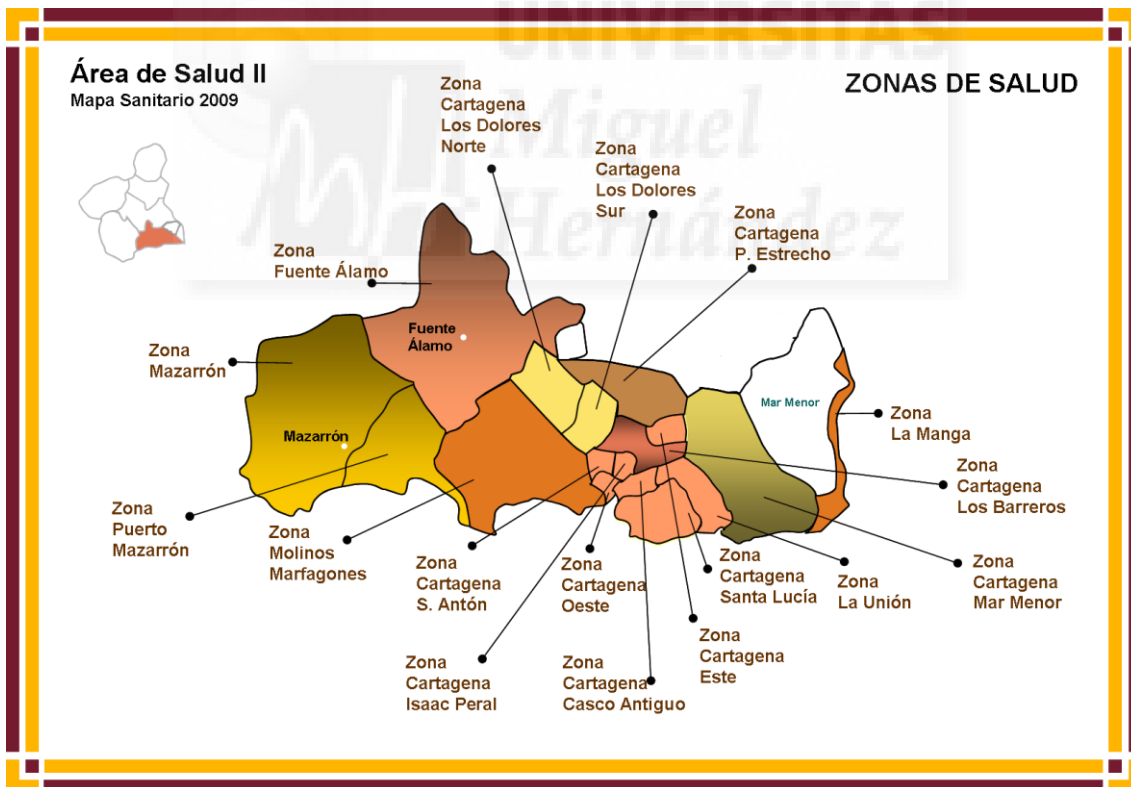 UNIVERSITAS
Miguel
Hernández
Área de Salud II
Mapa Sanitario 2009
ZONAS DE SALUD
Zona
Cartagena
Los Dolores
Norte
Zona
Cartagena
Los Dolores
Sur
Zona
Cartagena
P. Estrecho
Zona
Fuente Álamo
Fuente
Álamo
Zona
Mazarrón
Mazarrón
Mar Menor
Zona
La Manga
Zona
Cartagena
Los Barreros
Zona
Puerto
Mazarrón
Zona
Molinos
Marfagones
Zona
Cartagena
S. Antón
Zona
Cartagena
Oeste
Zona
Cartagena
Santa Lucía
Zona
La Unión
Zona
Cartagena
Mar Menor
Zona
Cartagena
Isaac Peral
Zona
Cartagena
Casco Antiguo
Zona
Cartagena
Este